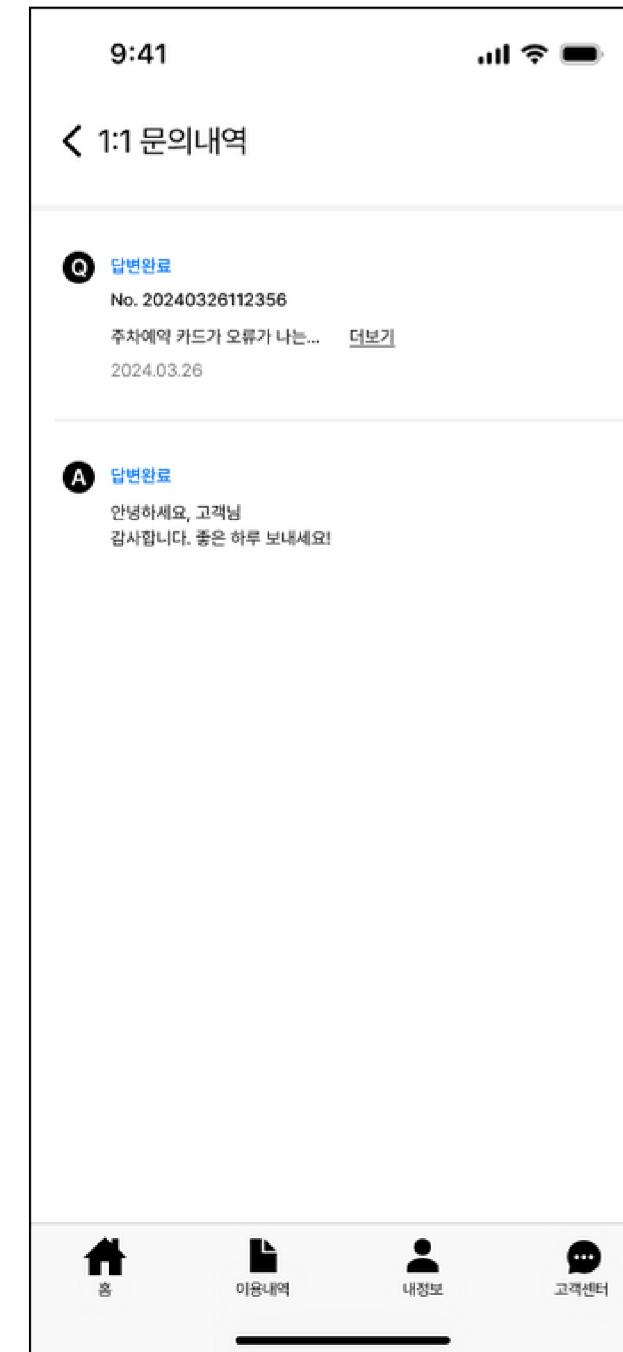 9:41
1:1 문의내역
Q 답변완료
No. 20240326112356
주차예약 카드가 오류가 나는... 더보기
2024.03.26
A 답변완료
안녕하세요, 고객님
감사합니다. 좋은 하루 보내세요!
홈 이용내역 내정보 고객센터